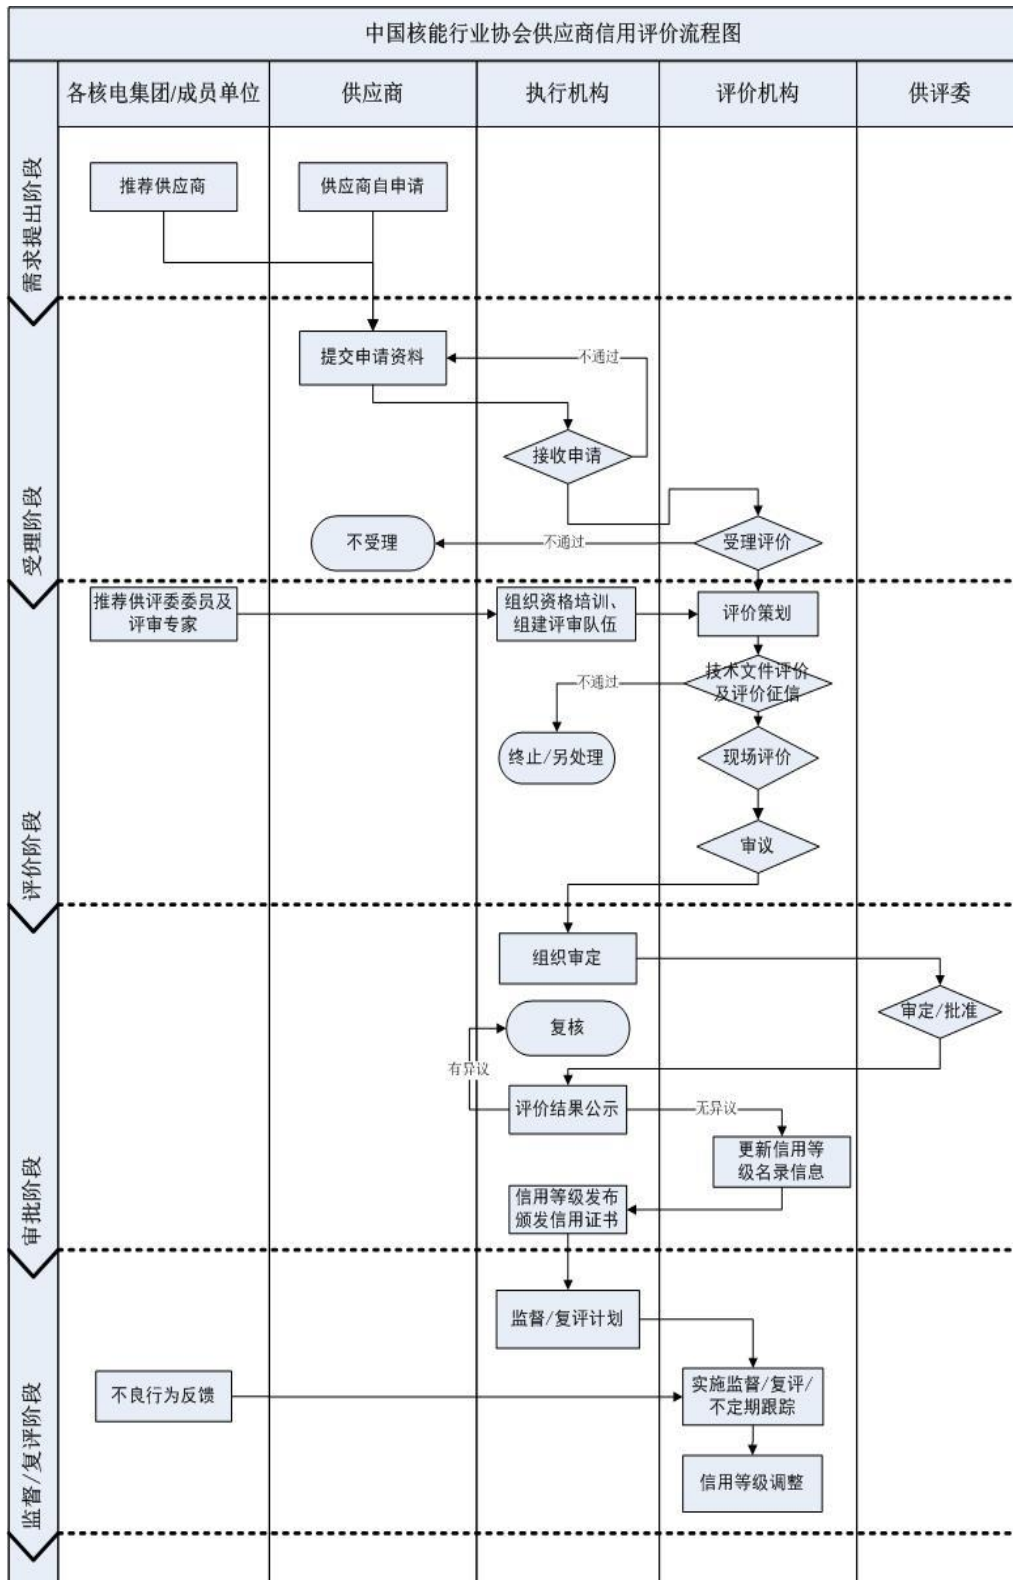 中国核能行业协会供应商信用评价流程图
各核电集团/成员单位
供应商
执行机构
评价机构
供评委
需求提出阶段
推荐供应商
供应商自申请
受理阶段
提交申请资料
不通过
接收申请
不受理
不通过
受理评价
评价阶段
推荐供评委委员及
评审专家
组织资格培训、
组建评审队伍
评价策划
不通过
技术文件评价
及评价征信
终止/另处理
现场评价
审议
审批阶段
组织审定
审定/批准
复核
有异议
评价结果公示
无异议
更新信用等
级名录信息
信用等级发布
颁发信用证书
监督/复评阶段
监督/复评计划
不良行为反馈
实施监督/复评/
不定期跟踪
信用等级调整